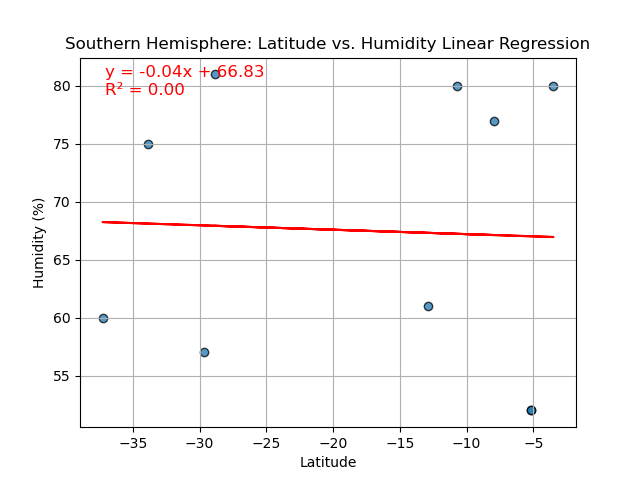 Southern Hemisphere: Latitude vs. Humidity Linear Regression
y = -0.04x + 66.83
R² = 0.00
80
75
70
65
60
55
Humidity (%)
−35 −30 −25 −20 −15 −10 −5
Latitude